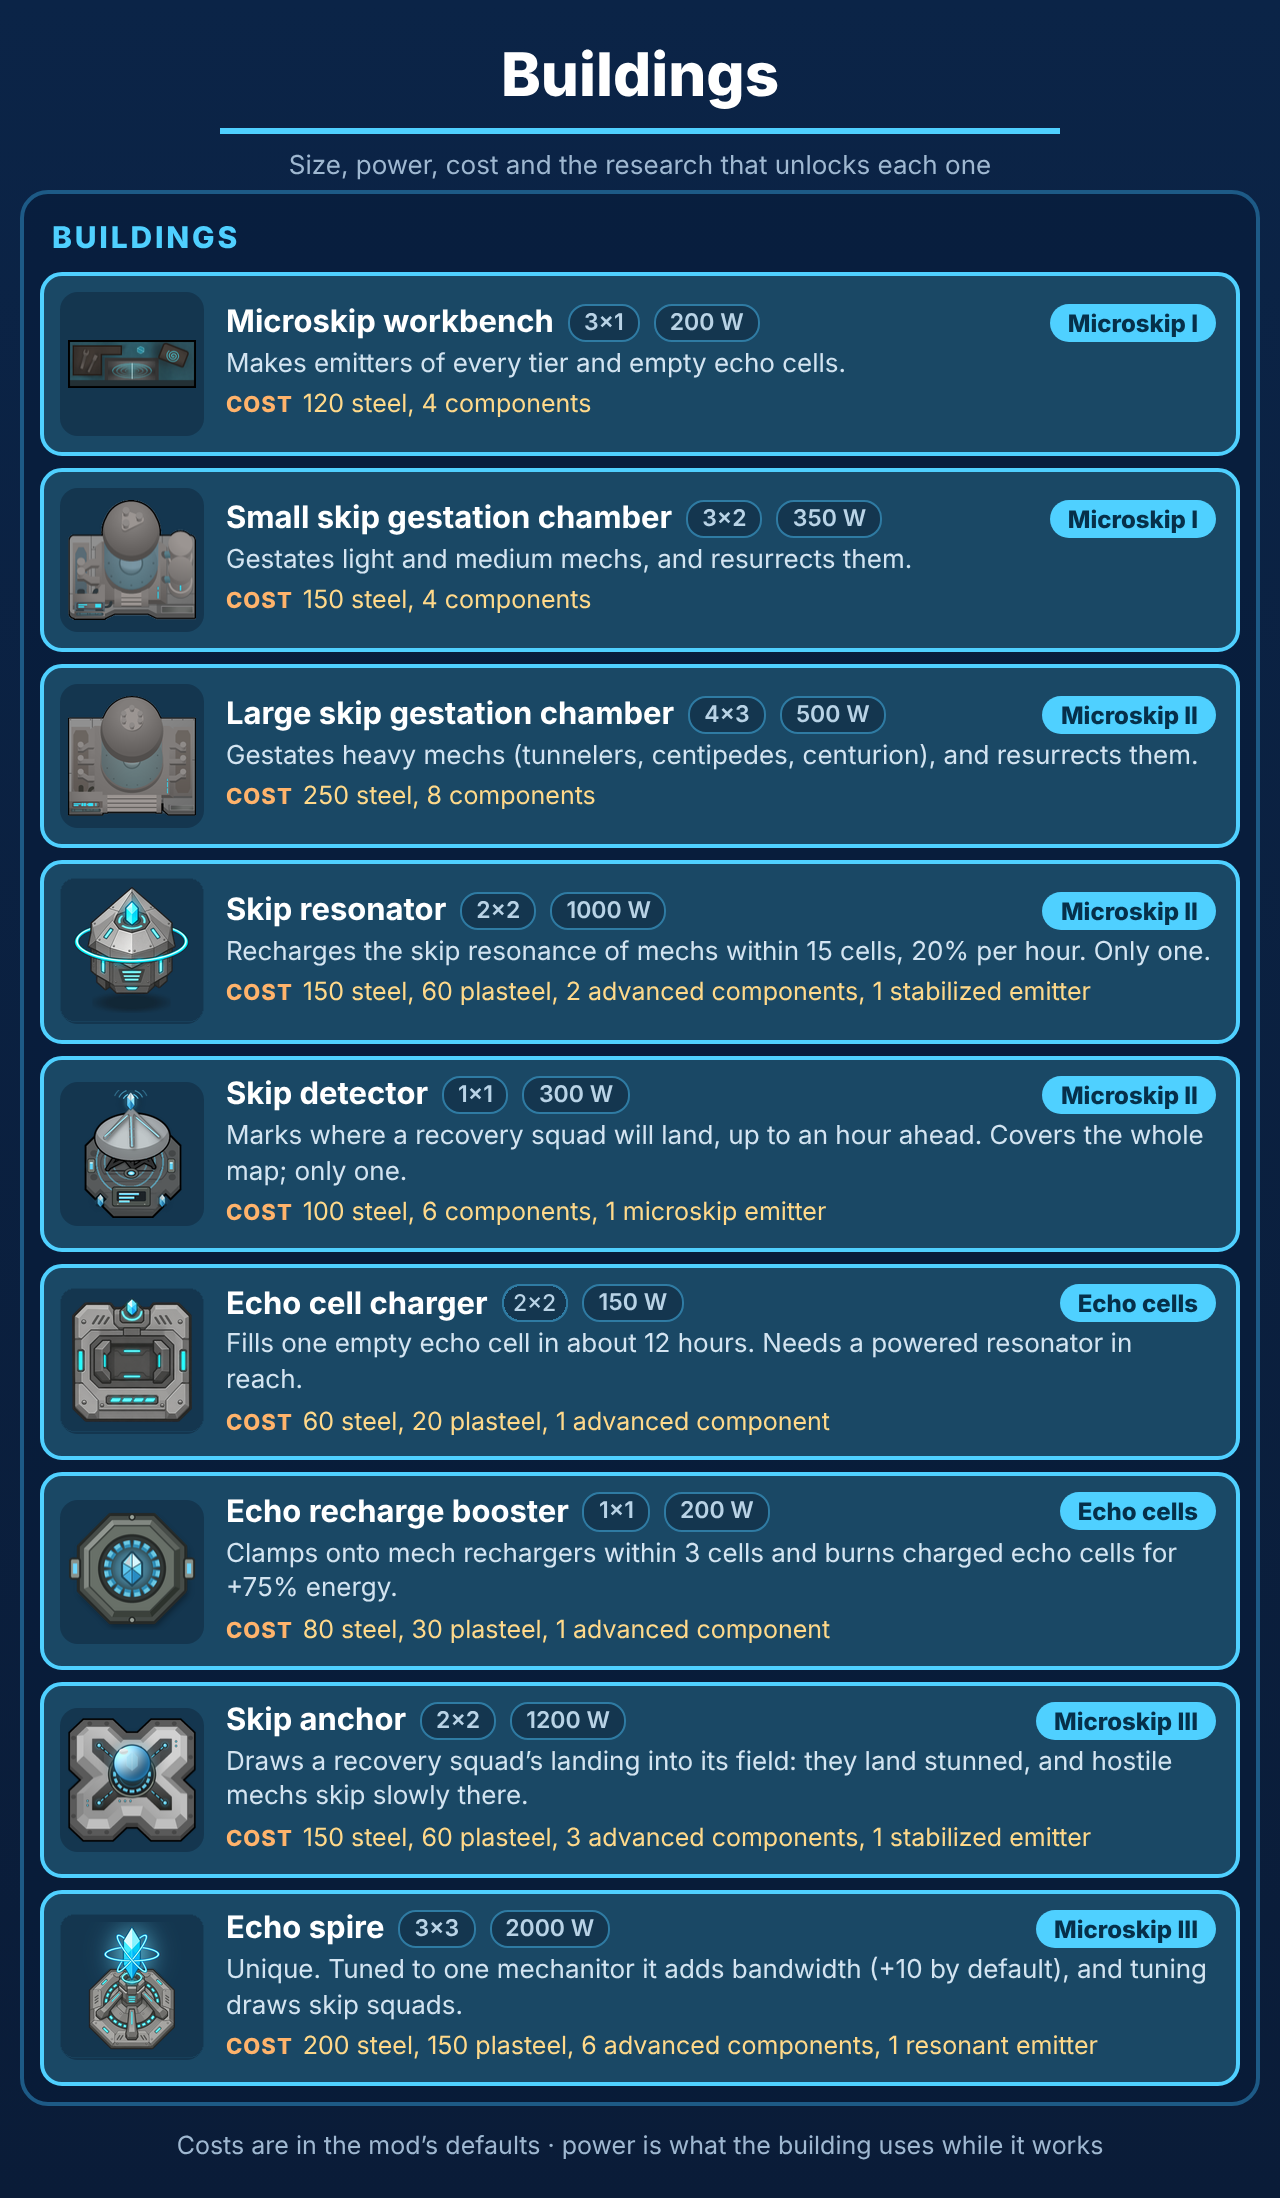 Buildings
Size, power, cost and the research that unlocks each one
BUILDINGS
Microskip workbench 3×1 200 W Microskip I
Makes emitters of every tier and empty echo cells.
COST 120 steel, 4 components
Small skip gestation chamber 3×2 350 W Microskip I
Gestates light and medium mechs, and resurrects them.
COST 150 steel, 4 components
Large skip gestation chamber 4×3 500 W Microskip II
Gestates heavy mechs (tunnelers, centipedes, centurion), and resurrects them.
COST 250 steel, 8 components
Skip resonator 2×2 1000 W Microskip II
Recharges the skip resonance of mechs within 15 cells, 20% per hour. Only one.
COST 150 steel, 60 plasteel, 2 advanced components, 1 stabilized emitter
Skip detector 1×1 300 W Microskip II
Marks where a recovery squad will land, up to an hour ahead. Covers the whole
map; only one.
COST 100 steel, 6 components, 1 microskip emitter
Echo cell charger 2×2 150 W Echo cells
Fills one empty echo cell in about 12 hours. Needs a powered resonator in
reach.
COST 60 steel, 20 plasteel, 1 advanced component
Echo recharge booster 1×1 200 W Echo cells
Clamps onto mech rechargers within 3 cells and burns charged echo cells for
+75% energy.
COST 80 steel, 30 plasteel, 1 advanced component
Skip anchor 2×2 1200 W Microskip III
Draws a recovery squad’s landing into its field: they land stunned, and hostile
mechs skip slowly there.
COST 150 steel, 60 plasteel, 3 advanced components, 1 stabilized emitter
Echo spire 3×3 2000 W Microskip III
Unique. Tuned to one mechanitor it adds bandwidth (+10 by default), and tuning
draws skip squads.
COST 200 steel, 150 plasteel, 6 advanced components, 1 resonant emitter
Costs are in the mod’s defaults · power is what the building uses while it works